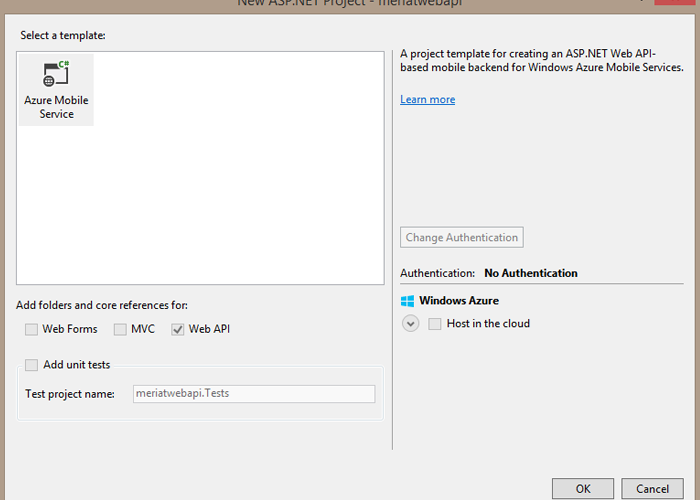 New ASP.NET Project - meriatwebapi
Select a template:
C#
Azure Mobile
Service
A project template for creating an ASP.NET Web API-
based mobile backend for Windows Azure Mobile Services.
Learn more
Change Authentication
Authentication: No Authentication
Windows Azure
Host in the cloud
Add folders and core references for:
Web Forms MVC Web API
Add unit tests
Test project name: meriatwebapi.Tests
OK Cancel